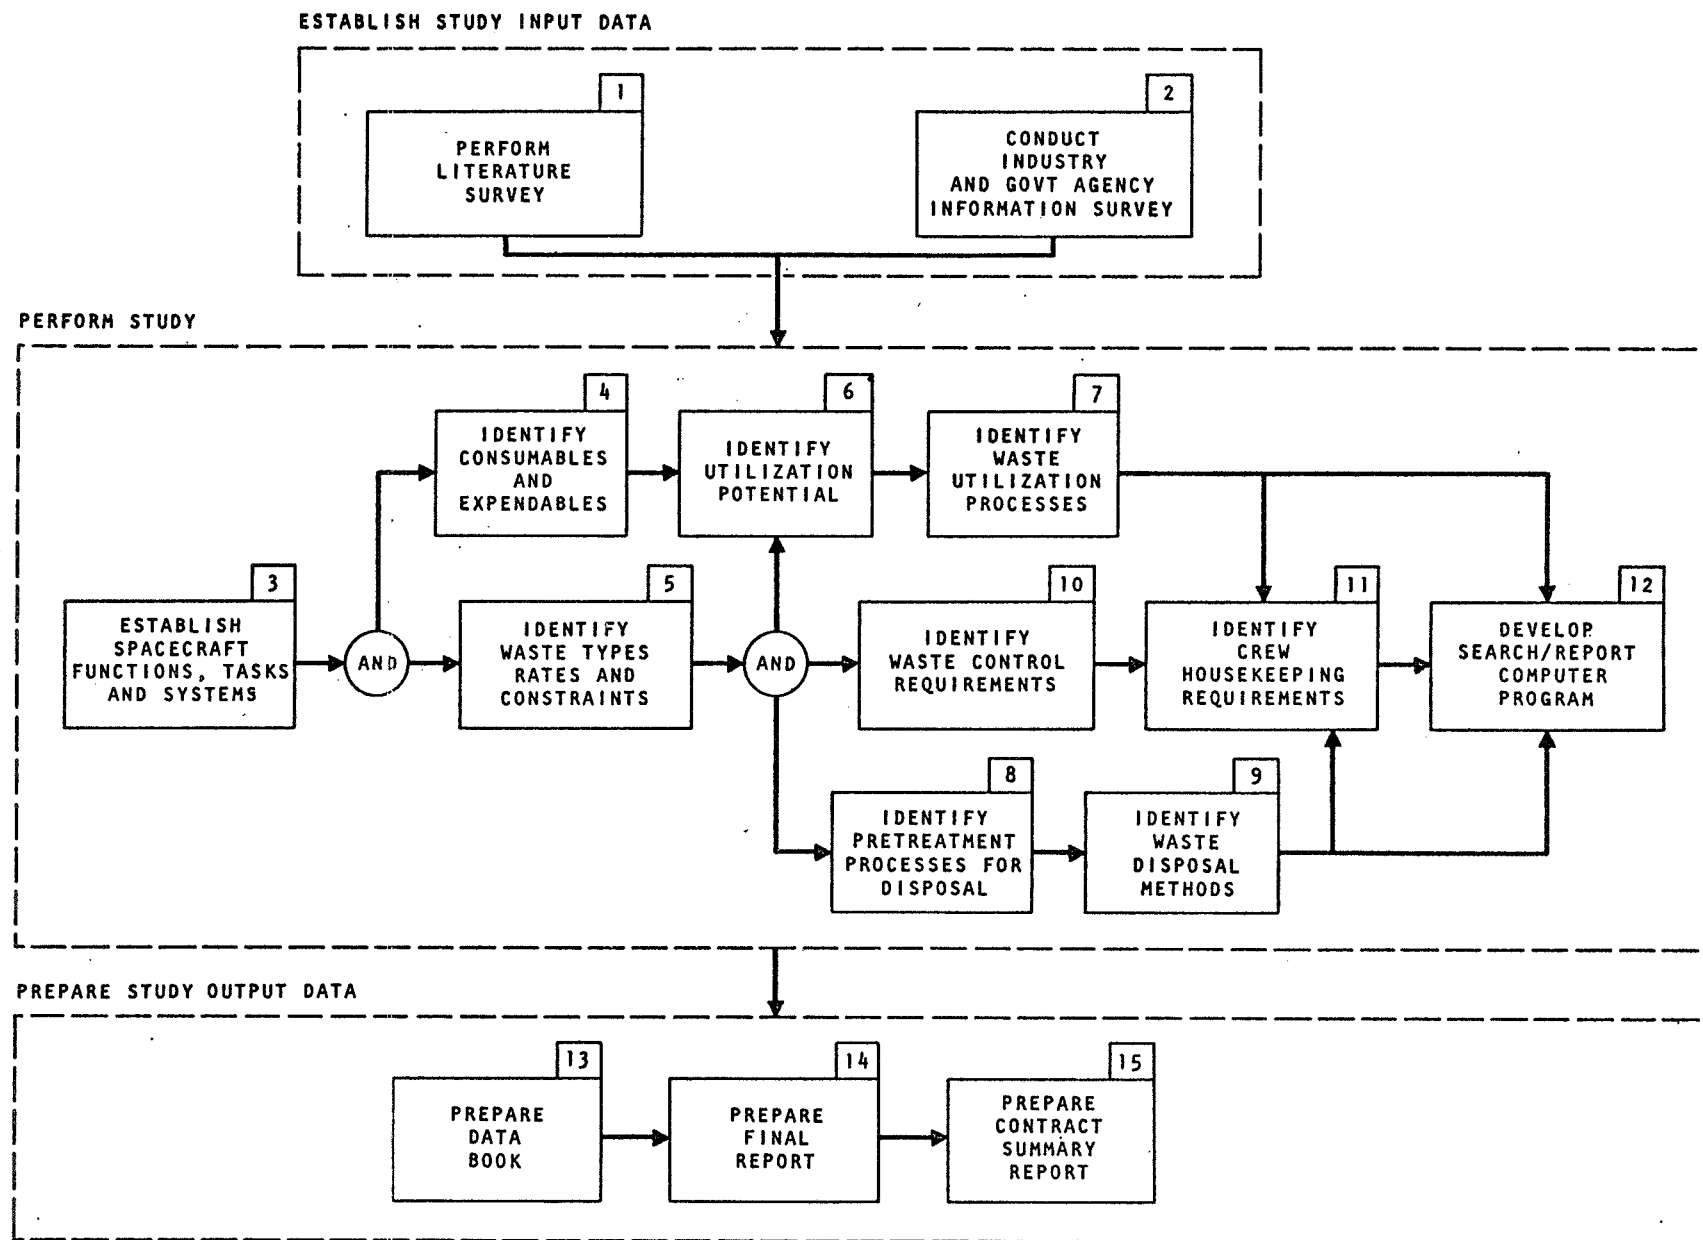 ESTABLISH STUDY INPUT DATA
1
PERFORM
LITERATURE
SURVEY
2
CONDUCT
INDUSTRY
AND GOVT AGENCY
INFORMATION SURVEY
PERFORM STUDY
4
IDENTIFY
CONSUMABLES
AND
EXPENDABLES
6
IDENTIFY
UTILIZATION
POTENTIAL
7
IDENTIFY
WASTE
UTILIZATION
PROCESSES
3
ESTABLISH
SPACECRAFT
FUNCTIONS, TASKS
AND SYSTEMS
AND
5
IDENTIFY
WASTE TYPES
RATES AND
CONSTRAINTS
AND
10
IDENTIFY
WASTE CONTROL
REQUIREMENTS
11
IDENTIFY
CREW
HOUSEKEEPING
REQUIREMENTS
12
DEVELOP
SEARCH/REPORT
COMPUTER
PROGRAM
8
IDENTIFY
PRETREATMENT
PROCESSES FOR
DISPOSAL
9
IDENTIFY
WASTE
DISPOSAL
METHODS
PREPARE STUDY OUTPUT DATA
13
PREPARE
DATA
BOOK
14
PREPARE
FINAL
REPORT
15
PREPARE
CONTRACT
SUMMARY
REPORT